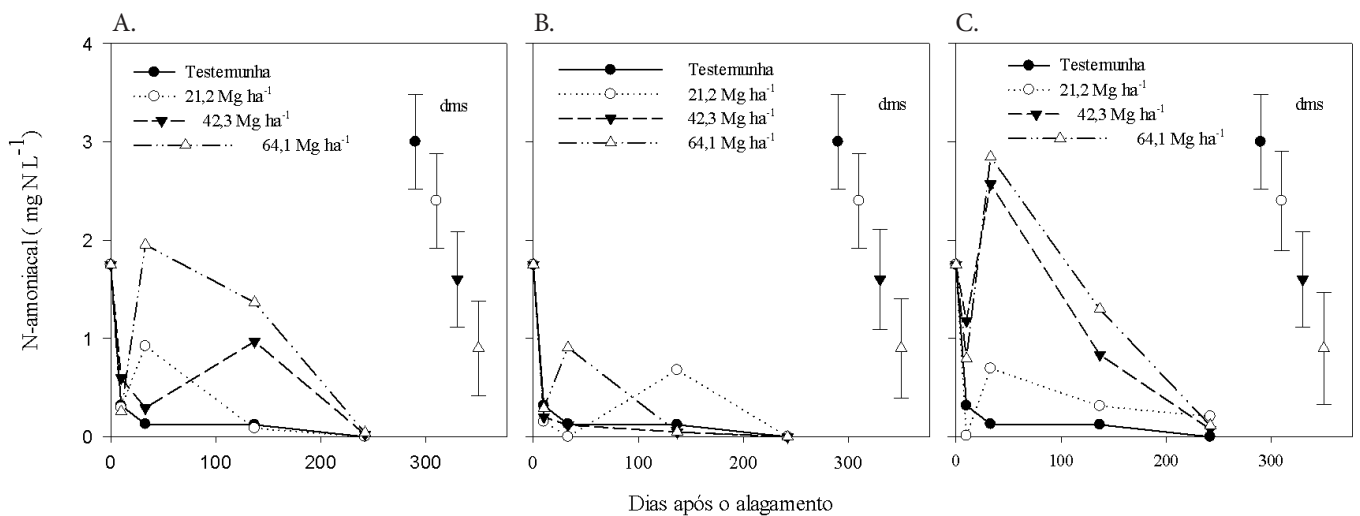 A.
B.
C.
N-amoniacal ( mg N L⁻¹)
4
3
2
1
0
Testemunha
21,2 Mg ha⁻¹
42,3 Mg ha⁻¹
64,1 Mg ha⁻¹
dms
0
100
200
300
Testemunha
21,2 Mg ha⁻¹
42,3 Mg ha⁻¹
64,1 Mg ha⁻¹
dms
0
100
200
300
Testemunha
21,2 Mg ha⁻¹
42,3 Mg ha⁻¹
64,1 Mg ha⁻¹
dms
0
100
200
300
Dias após o alagamento